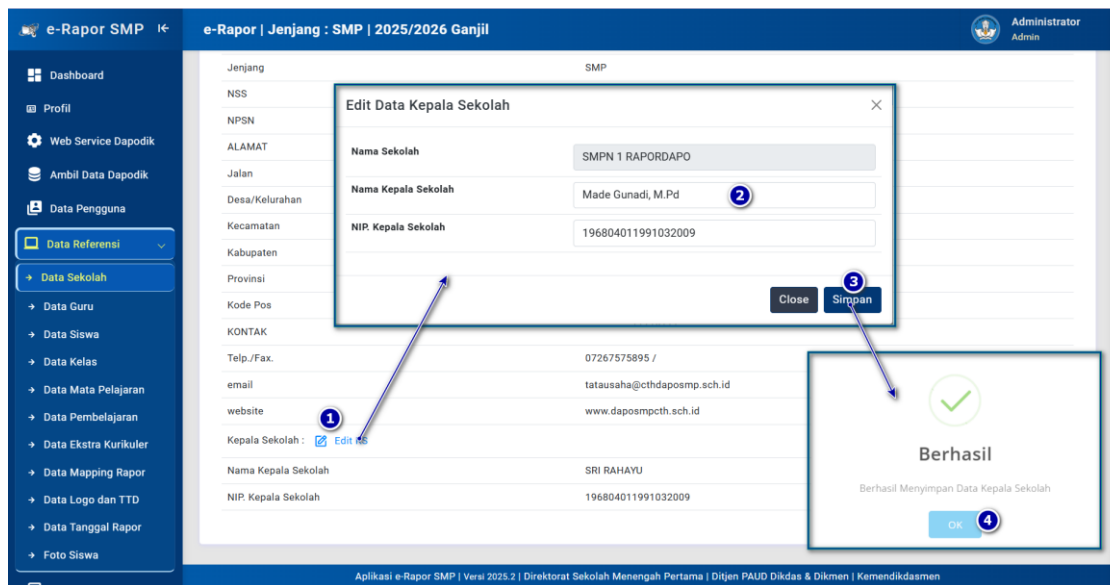 e-Rapor SMP
e-Rapor | Jenjang : SMP | 2025/2026 Ganjil
Administrator
Admin
Dashboard
Profil
Web Service Dapodik
Ambil Data Dapodik
Data Pengguna
Data Referensi
Data Sekolah
Data Guru
Data Siswa
Data Kelas
Data Mata Pelajaran
Data Pembelajaran
Data Ekstra Kurikuler
Data Mapping Rapor
Data Logo dan TTD
Data Tanggal Rapor
Foto Siswa
Jenjang SMP
NSS
NPSN
ALAMAT
Jalan
Desa/Kelurahan
Kecamatan
Kabupaten
Provinsi
Kode Pos
KONTAK
Telp./Fax. 07267575895 /
email tatausaha@cthdaposmp.sch.id
website www.daposmpcth.sch.id
1
Kepala Sekolah : Edit KS
Nama Kepala Sekolah SRI RAHAYU
NIP. Kepala Sekolah 196804011991032009
Edit Data Kepala Sekolah
Nama Sekolah SMPN 1 RAPORDAPO
Nama Kepala Sekolah Made Gunadi, M.Pd 2
NIP. Kepala Sekolah 196804011991032009
3
Close Simpan
Berhasil
Berhasil Menyimpan Data Kepala Sekolah
OK 4
Aplikasi e-Rapor SMP | Versi 2025.2 | Direktorat Sekolah Menengah Pertama | Ditjen PAUD Dikdas & Dikmen | Kemendikdasmen